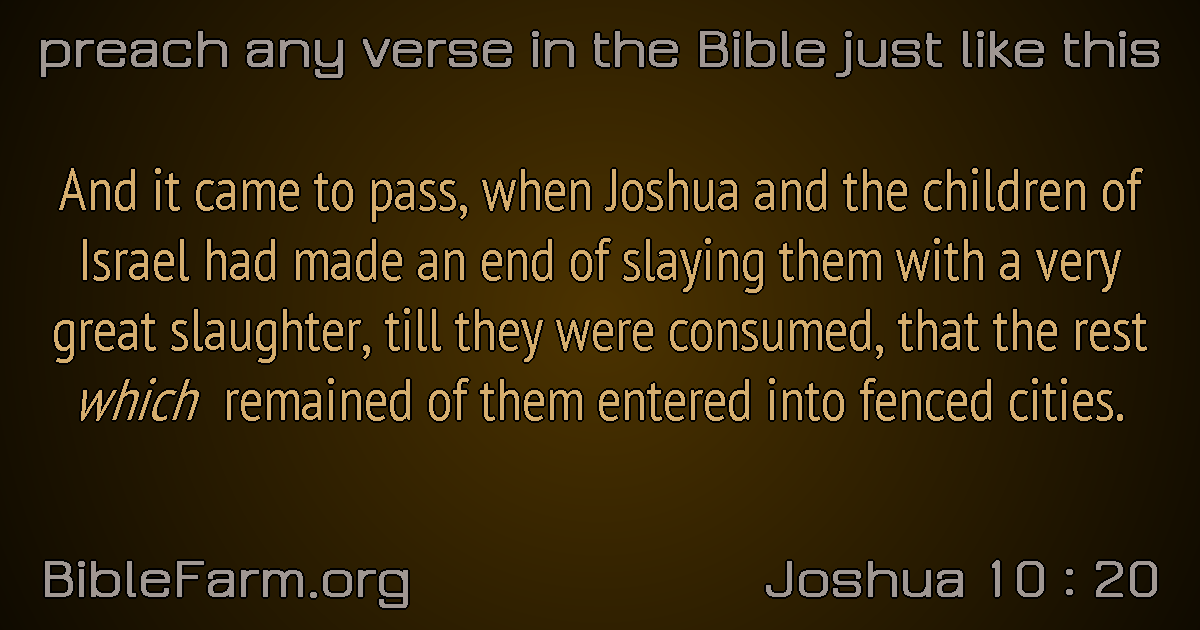 preach any verse in the Bible just like this
And it came to pass, when Joshua and the children of
Israel had made an end of slaying them with a very
great slaughter, till they were consumed, that the rest
which remained of them entered into fenced cities.
BibleFarm.org
Joshua 10 : 20